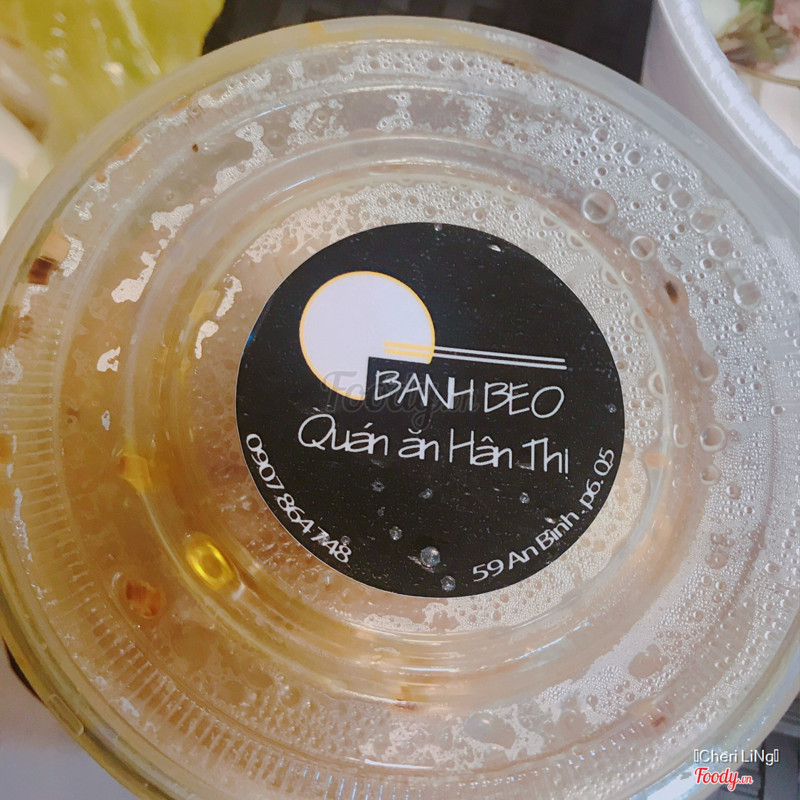 BANH BEO
Quán ăn Hân Thi
0907 864 748
59 An Bình . p6. Q5
Foody.vn
Cheri LiNg
Foody.vn